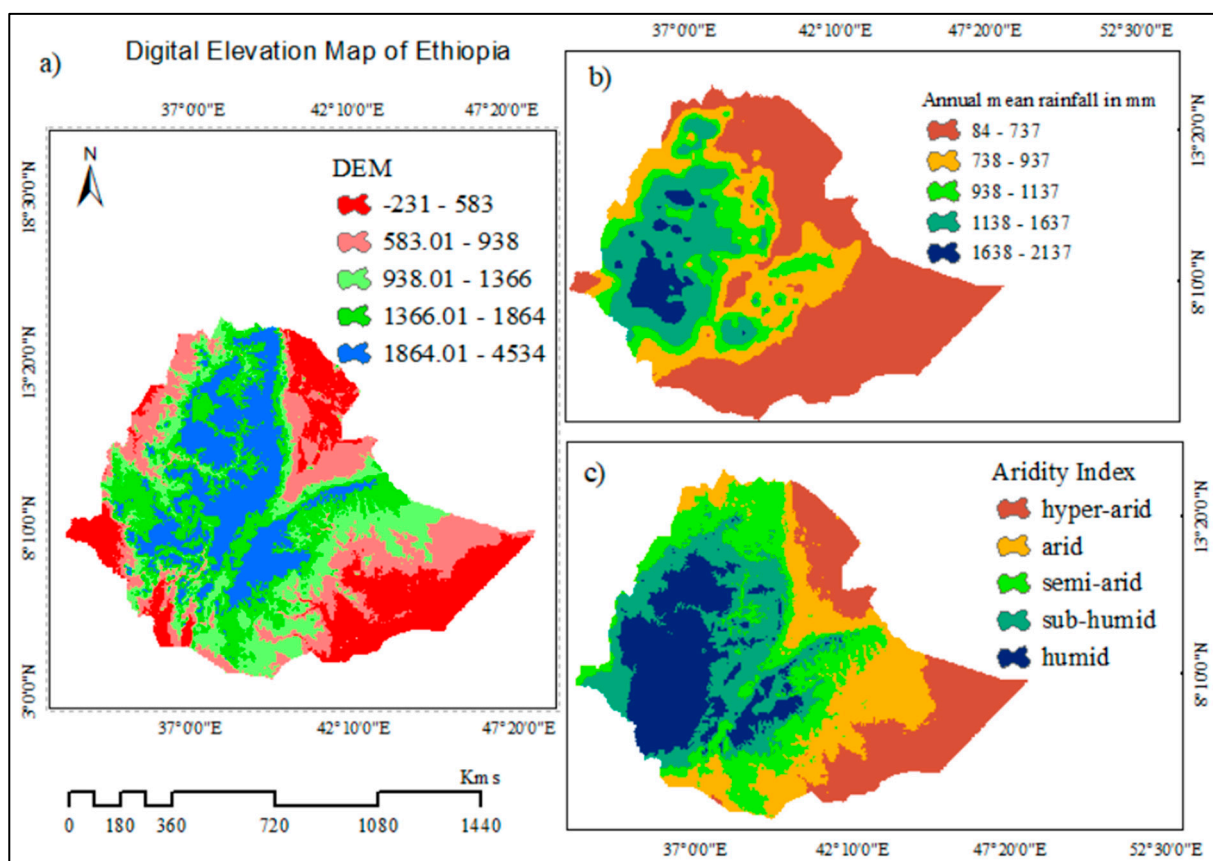 a)
Digital Elevation Map of Ethiopia
37°0'0"E 42°10'0"E 47°20'0"E
N
DEM
-231 - 583
583.01 - 938
938.01 - 1366
1366.01 - 1864
1864.01 - 4534
18°30'0"N
13°20'0"N
8°10'0"N
3°0'0"N
37°0'0"E 42°10'0"E 47°20'0"E
Kms
0 180 360 720 1080 1440
37°0'0"E 42°10'0"E 47°20'0"E 52°30'0"E
b)
Annual mean rainfall in mm
84 - 737
738 - 937
938 - 1137
1138 - 1637
1638 - 2137
13°20'0"N
8°10'0"N
c)
Aridity Index
hyper-arid
arid
semi-arid
sub-humid
humid
13°20'0"N
8°10'0"N
37°0'0"E 42°10'0"E 47°20'0"E 52°30'0"E